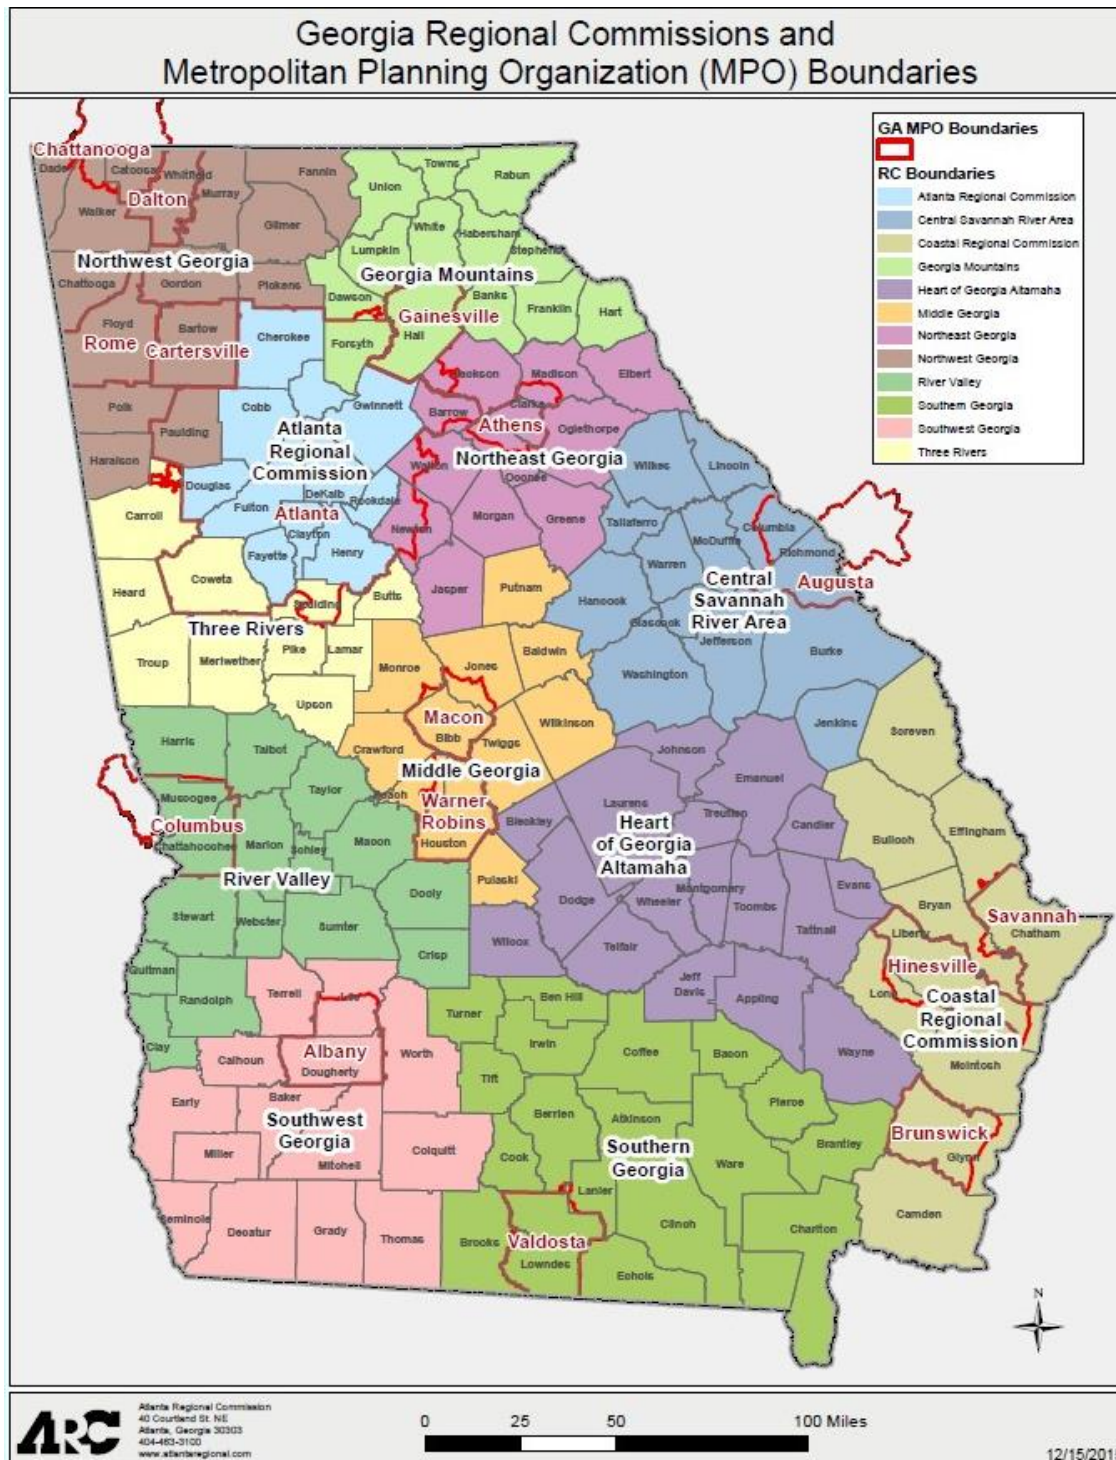 Georgia Regional Commissions and
Metropolitan Planning Organization (MPO) Boundaries
GA MPO Boundaries
RC Boundaries
Atlanta Regional Commission
Central Savannah River Area
Coastal Regional Commission
Georgia Mountains
Heart of Georgia Altamaha
Middle Georgia
Northeast Georgia
Northwest Georgia
River Valley
Southern Georgia
Southwest Georgia
Three Rivers
Chattanooga
Dade
Catoosa
Whitfield
Fannin
Towns
Rabun
Union
Dalton
Murray
Walker
Gilmer
White
Habersham
Stephens
Lumpkin
Northwest Georgia
Georgia Mountains
Chattooga
Gordon
Pickens
Dawson
Banks
Franklin
Hart
Gainesville
Hall
Floyd
Rome
Bartow
Cartersville
Cherokee
Forsyth
Jackson
Madison
Elbert
Polk
Paulding
Cobb
Gwinnett
Barrow
Clarke
Athens
Oglethorpe
Atlanta
Regional
Commission
Northeast Georgia
Haralson
Douglas
Walton
Oconee
Wilkes
Lincoln
DeKalb
Rockdale
Carroll
Fulton
Atlanta
Newton
Morgan
Greene
Taliaferro
McDuffie
Columbia
Richmond
Clayton
Fayette
Henry
Warren
Augusta
Central
Savannah
River Area
Heard
Coweta
Spalding
Butts
Jasper
Putnam
Hancock
Glascock
Jefferson
Burke
Three Rivers
Troup
Meriwether
Pike
Lamar
Monroe
Jones
Baldwin
Washington
Upson
Macon
Bibb
Wilkinson
Jenkins
Screven
Harris
Talbot
Crawford
Twiggs
Johnson
Emanuel
Middle Georgia
Taylor
Peach
Warner
Robins
Houston
Muscogee
Columbus
Chattahoochee
Marion
Schley
Macon
Bleckley
Laurens
Treutlen
Candler
Bulloch
Effingham
Heart
of Georgia
Altamaha
River Valley
Pulaski
Dooly
Dodge
Wheeler
Montgomery
Toombs
Evans
Bryan
Savannah
Chatham
Stewart
Webster
Sumter
Crisp
Wilcox
Telfair
Tattnall
Liberty
Hinesville
Quitman
Randolph
Terrell
Lee
Turner
Ben Hill
Jeff
Davis
Appling
Long
Coastal
Regional
Commission
Clay
Calhoun
Albany
Dougherty
Worth
Irwin
Coffee
Bacon
Wayne
McIntosh
Early
Baker
Tift
Berrien
Atkinson
Pierce
Brantley
Brunswick
Glynn
Southwest
Georgia
Miller
Mitchell
Colquitt
Cook
Southern
Georgia
Ware
Lanier
Seminole
Decatur
Grady
Thomas
Brooks
Valdosta
Lowndes
Clinch
Echols
Charlton
Camden
N
ARC
Atlanta Regional Commission
40 Courtland St. NE
Atlanta, Georgia 30303
404-463-3100
www.atlantaregional.com
0 25 50 100 Miles